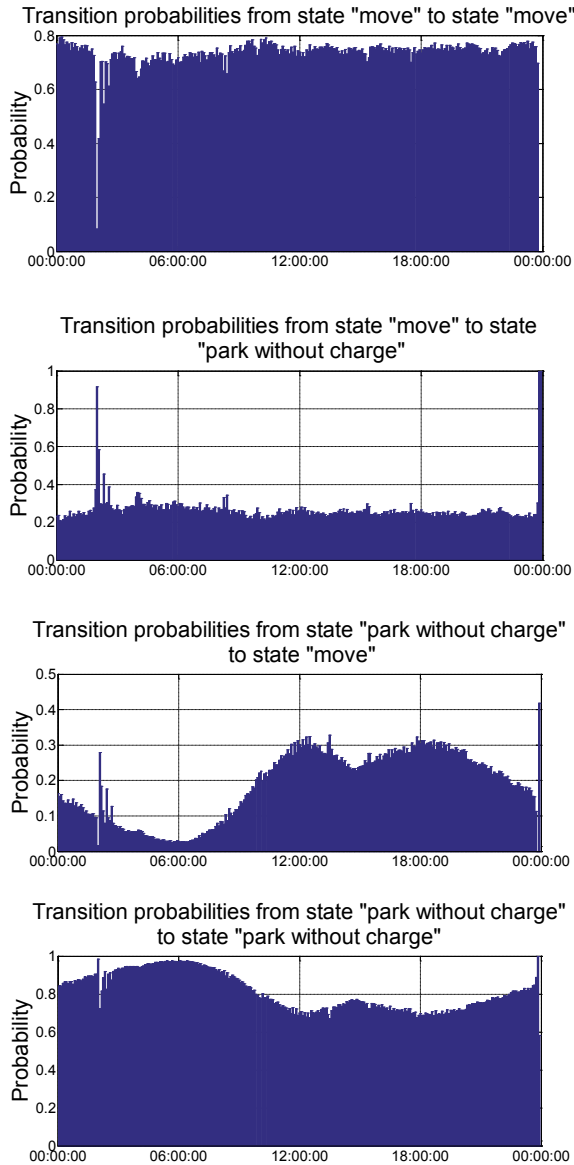 Transition probabilities from state "move" to state "move"
Probability
0.8
0.6
0.4
0.2
0
00:00:00 06:00:00 12:00:00 18:00:00 00:00:00
Transition probabilities from state "move" to state
"park without charge"
Probability
1
0.8
0.6
0.4
0.2
0
00:00:00 06:00:00 12:00:00 18:00:00 00:00:00
Transition probabilities from state "park without charge"
to state "move"
Probability
0.5
0.4
0.3
0.2
0.1
0
00:00:00 06:00:00 12:00:00 18:00:00 00:00:00
Transition probabilities from state "park without charge"
to state "park without charge"
Probability
1
0.8
0.6
0.4
0.2
0
00:00:00 06:00:00 12:00:00 18:00:00 00:00:00